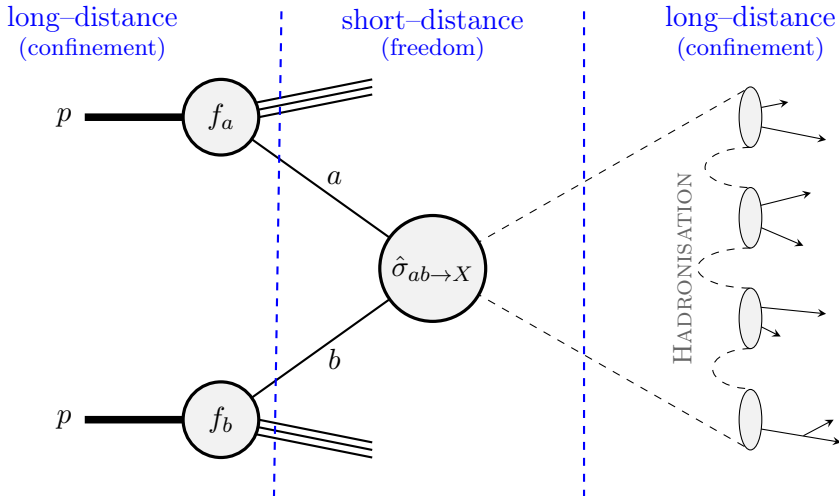 long–distance
(confinement)
short–distance
(freedom)
long–distance
(confinement)
p
f_a
a
σ̂_{ab→X}
HADRONISATION
b
p
f_b